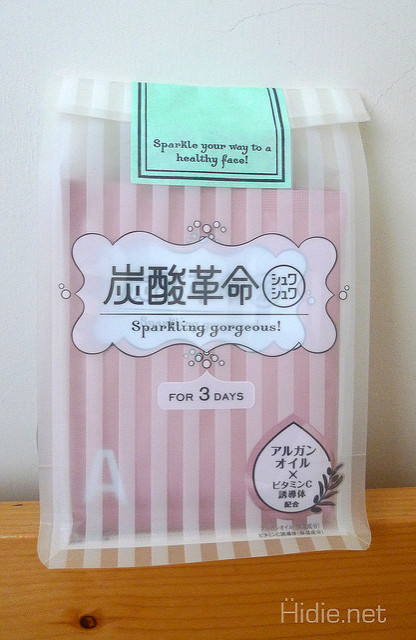 Sparkle your way to a
healthy face!
炭酸革命
シュワ
シュワ
Sparkling gorgeous!
FOR 3 DAYS
A
アルガン
オイル
×
ビタミンC
誘導体
配合
Hidie.net